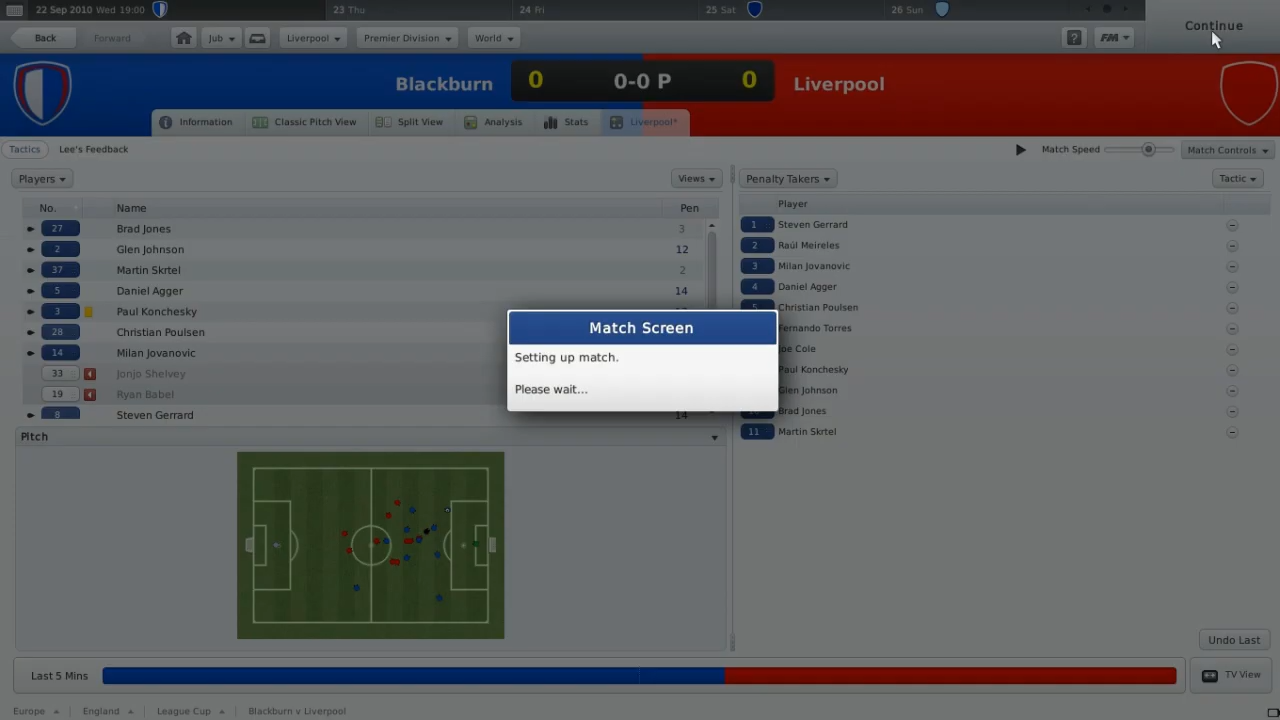 22 Sep 2010 Wed 19:00 23 Thu 24 Fri 25 Sat 26 Sun
Continue
Back Forward Job Liverpool Premier Division World ? FM
Blackburn 0 0-0 P 0 Liverpool
Information Classic Pitch View Split View Analysis Stats Liverpool*
Tactics Lee's Feedback Match Speed Match Controls
Players Views Penalty Takers Tactic
No. Name Pen Player
27 Brad Jones 3
2 Glen Johnson 12
37 Martin Skrtel 2
5 Daniel Agger 14
3 Paul Konchesky
28 Christian Poulsen
14 Milan Jovanovic
33 Jonjo Shelvey
19 Ryan Babel
8 Steven Gerrard 14
1 Steven Gerrard
2 Raúl Meireles
3 Milan Jovanovic
4 Daniel Agger
5 Christian Poulsen
Fernando Torres
Joe Cole
Paul Konchesky
Glen Johnson
10 Brad Jones
11 Martin Skrtel
Match Screen
Setting up match.
Please wait...
Pitch
Undo Last
Last 5 Mins TV View
Europe England League Cup Blackburn v Liverpool